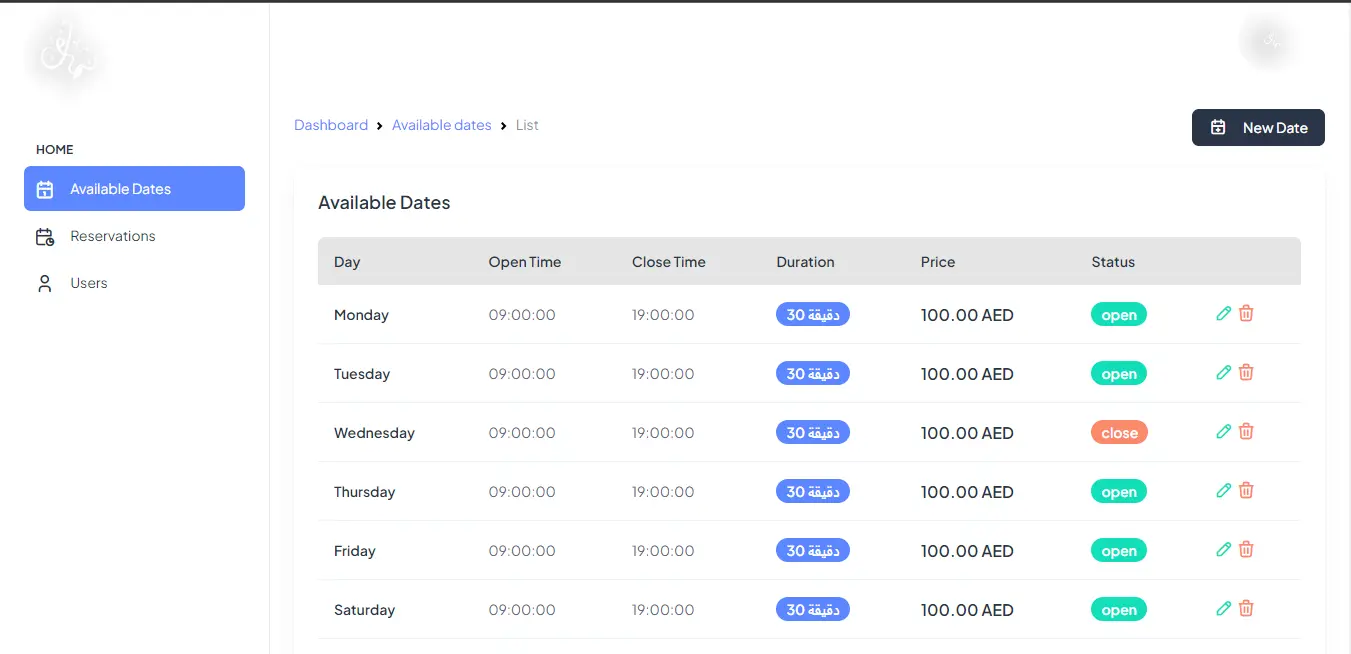 HOME
Available Dates
Reservations
Users
Dashboard > Available dates > List
New Date
Available Dates
Day Open Time Close Time Duration Price Status
Monday 09:00:00 19:00:00 30 دقيقة 100.00 AED open
Tuesday 09:00:00 19:00:00 30 دقيقة 100.00 AED open
Wednesday 09:00:00 19:00:00 30 دقيقة 100.00 AED close
Thursday 09:00:00 19:00:00 30 دقيقة 100.00 AED open
Friday 09:00:00 19:00:00 30 دقيقة 100.00 AED open
Saturday 09:00:00 19:00:00 30 دقيقة 100.00 AED open